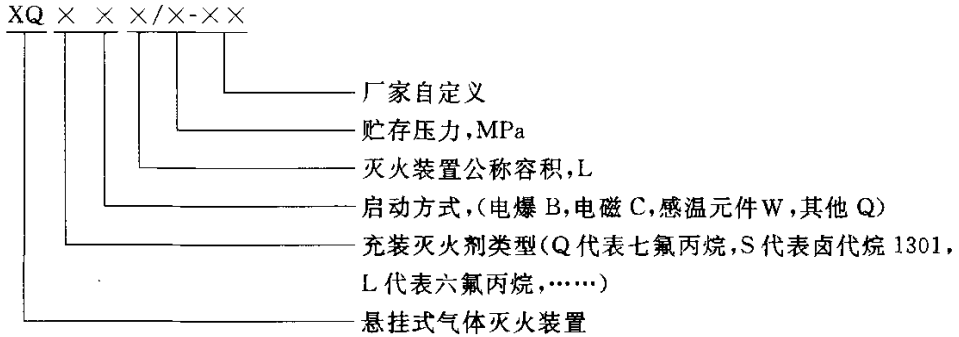 XQ × × ×/×-××
厂家自定义
贮存压力,MPa
灭火装置公称容积,L
启动方式,(电爆 B,电磁 C,感温元件 W,其他 Q)
充装灭火剂类型(Q 代表七氟丙烷,S 代表卤代烷 1301,
L 代表六氟丙烷,……)
悬挂式气体灭火装置